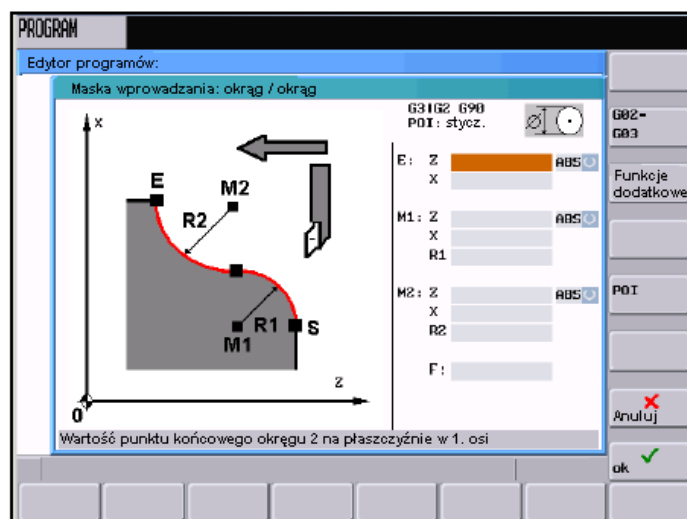 PROGRAM
Edytor programów:
Maska wprowadzania: okrąg / okrąg
G3IG2 G90
POI: stycz.
x
E
M2
R2
R1
M1
S
z
0
E: Z ABS
X
M1: Z ABS
X
R1
M2: Z ABS
X
R2
F:
Wartość punktu końcowego okręgu 2 na płaszczyźnie w 1. osi
G02-
G03
Funkcje
dodatkowe
POI
Anuluj
ok